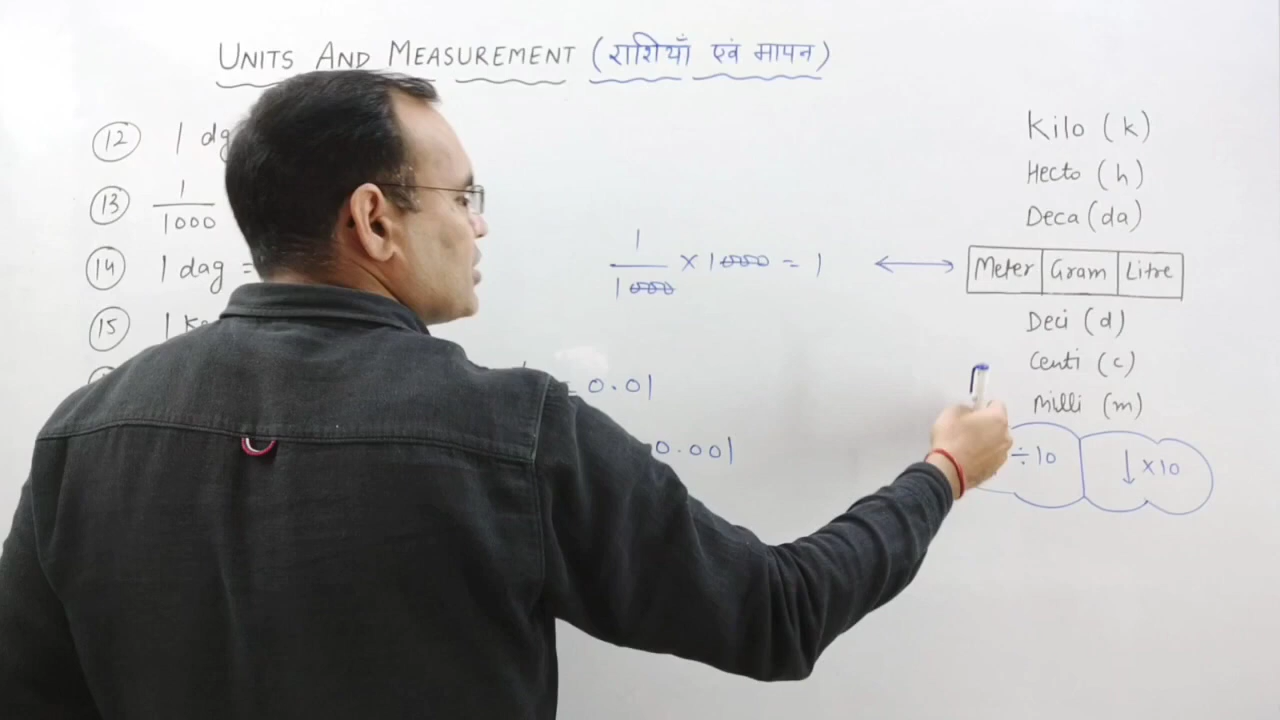 UNITS AND MEASUREMENT (राशियाँ एवं मापन)
12 1 dg
13 1/1000
14 1 dag =
15 1 Kg
1/1000 × 1000 = 1 ↔
= 0.01
0.001
Kilo (k)
Hecto (h)
Deca (da)
Meter Gram Litre
Deci (d)
Centi (c)
Milli (m)
÷10 ↓ ×10